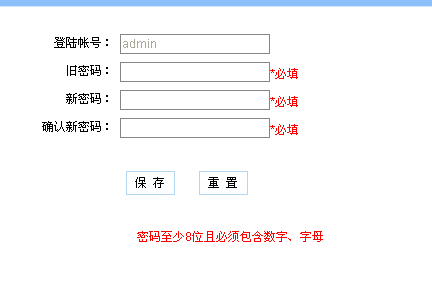 登陆帐号： admin
旧密码： *必填
新密码： *必填
确认新密码： *必填
保 存 重 置
密码至少8位且必须包含数字、字母